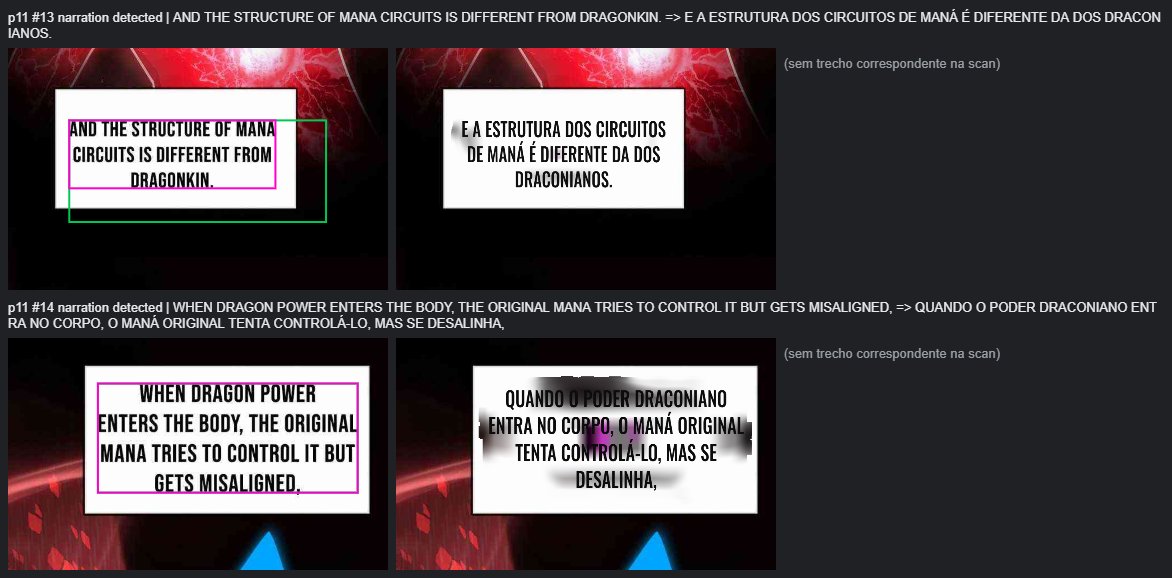 p11 #13 narration detected | AND THE STRUCTURE OF MANA CIRCUITS IS DIFFERENT FROM DRAGONKIN. => E A ESTRUTURA DOS CIRCUITOS DE MANÁ É DIFERENTE DA DOS DRACON
IANOS.
AND THE STRUCTURE OF MANA
CIRCUITS IS DIFFERENT FROM
DRAGONKIN.
E A ESTRUTURA DOS CIRCUITOS
DE MANÁ É DIFERENTE DA DOS
DRACONIANOS.
(sem trecho correspondente na scan)
p11 #14 narration detected | WHEN DRAGON POWER ENTERS THE BODY, THE ORIGINAL MANA TRIES TO CONTROL IT BUT GETS MISALIGNED, => QUANDO O PODER DRACONIANO ENT
RA NO CORPO, O MANÁ ORIGINAL TENTA CONTROLÁ-LO, MAS SE DESALINHA,
WHEN DRAGON POWER
ENTERS THE BODY, THE ORIGINAL
MANA TRIES TO CONTROL IT BUT
GETS MISALIGNED,
QUANDO O PODER DRACONIANO
ENTRA NO CORPO, O MANÁ ORIGINAL
TENTA CONTROLÁ-LO, MAS SE
DESALINHA,
(sem trecho correspondente na scan)